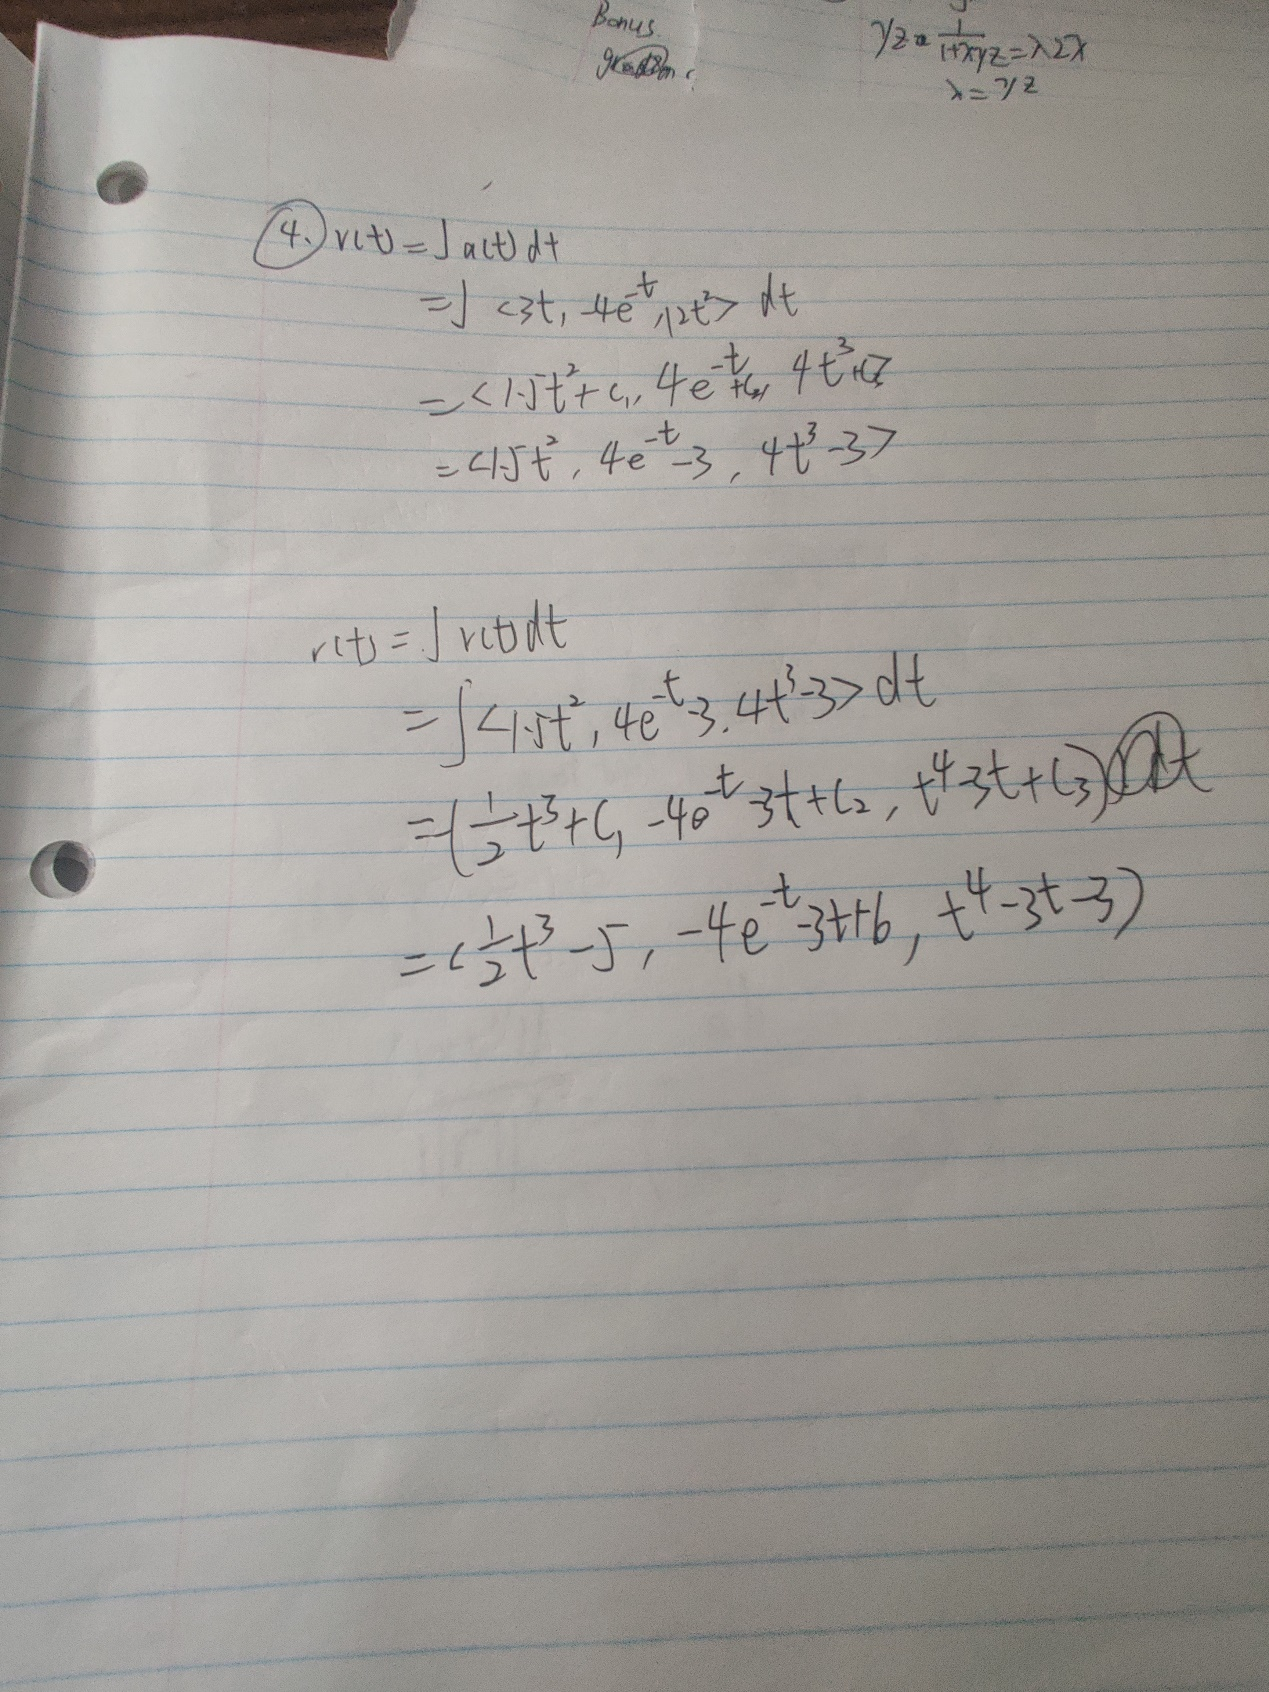 Bonus
yz · 1/(1+xyz) = λ2x
λ = yz
4. v(t) = ∫ a(t) dt
= ∫ <3t, -4e^-t, 12t^2> dt
= <1.5t^2 + C1, 4e^-t + C2, 4t^3 + C3>
= <1.5t^2, 4e^-t - 3, 4t^3 - 3>
r(t) = ∫ v(t) dt
= ∫ <1.5t^2, 4e^-t - 3, 4t^3 - 3> dt
= (1/2 t^3 + C1, -4e^-t - 3t + C2, t^4 - 3t + C3) dt
= (1/2 t^3 - 5, -4e^-t - 3t + 6, t^4 - 3t - 3)